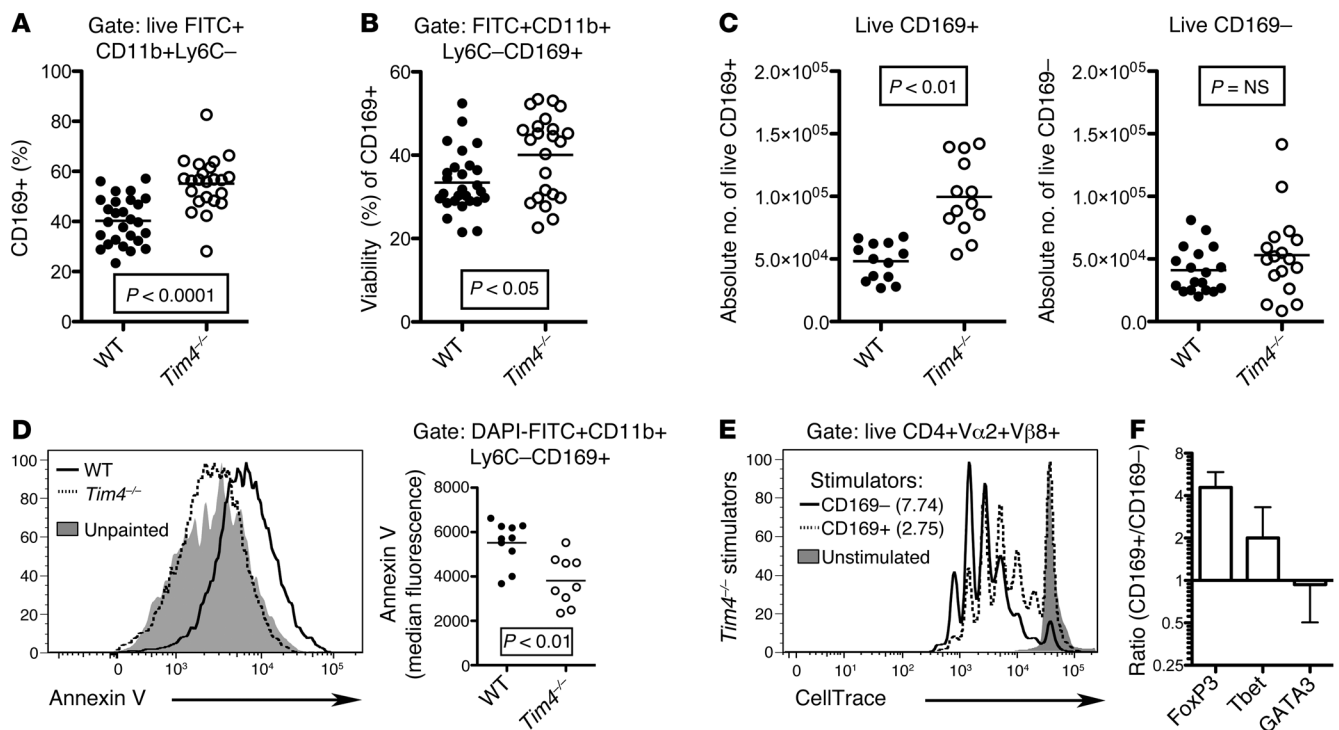 A
Gate: live FITC+
CD11b+Ly6C–
CD169+ (%)
100
80
60
40
20
0
P < 0.0001
WT
Tim4–/–
B
Gate: FITC+CD11b+
Ly6C–CD169+
Viability (%) of CD169+
60
40
20
0
P < 0.05
WT
Tim4–/–
C
Live CD169+
Absolute no. of live CD169+
2.0×10^05
1.5×10^05
1.0×10^05
5.0×10^04
0.0
P < 0.01
WT
Tim4–/–
Live CD169–
Absolute no. of live CD169–
2.0×10^05
1.5×10^05
1.0×10^05
5.0×10^04
0.0
P = NS
WT
Tim4–/–
D
100
80
60
40
20
0
WT
Tim4–/–
Unpainted
0 10^3 10^4 10^5
Annexin V
Gate: DAPI-FITC+CD11b+
Ly6C–CD169+
Annexin V
(median fluorescence)
8000
6000
4000
2000
0
P < 0.01
WT
Tim4–/–
E
Gate: live CD4+Vα2+Vβ8+
Tim4–/– stimulators
100
80
60
40
20
0
Stimulators:
CD169– (7.74)
CD169+ (2.75)
Unstimulated
0 10^1 10^2 10^3 10^4 10^5
CellTrace
F
Ratio (CD169+/CD169–)
8
4
2
1
0.5
0.25
FoxP3
Tbet
GATA3